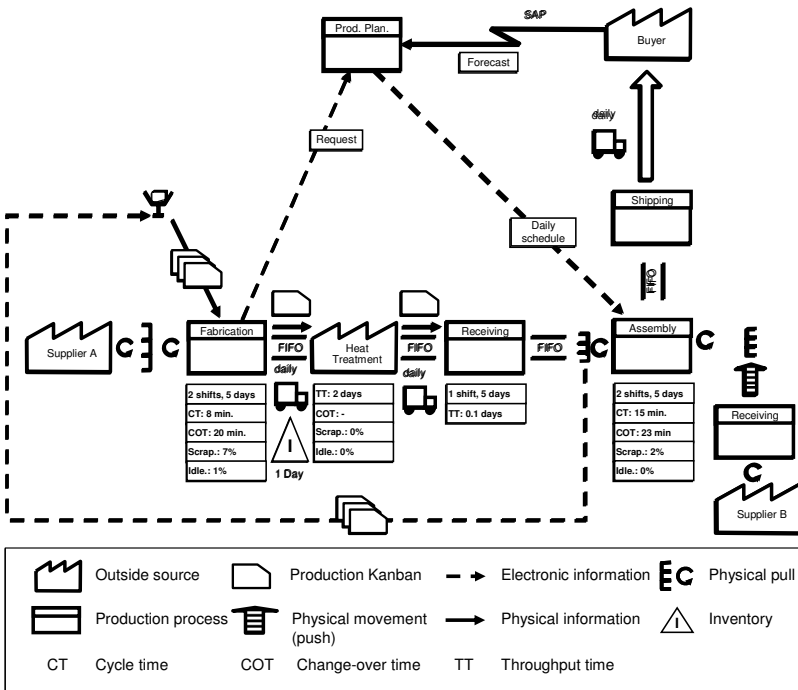 SAP
Prod. Plan.
Buyer
Forecast
daily
Request
Shipping
Daily
schedule
FIFO
Fabrication
Supplier A
FIFO
Heat
Treatment
FIFO
Receiving
FIFO
Assembly
daily
daily
2 shifts, 5 days
CT: 8 min.
COT: 20 min.
Scrap.: 7%
Idle.: 1%
I
1 Day
TT: 2 days
COT: -
Scrap.: 0%
Idle.: 0%
1 shift, 5 days
TT: 0.1 days
2 shifts, 5 days
CT: 15 min.
COT: 23 min
Scrap.: 2%
Idle.: 0%
Receiving
Supplier B
Outside source
Production Kanban
Electronic information
Physical pull
Production process
Physical movement
(push)
Physical information
I
Inventory
CT Cycle time
COT Change-over time
TT Throughput time